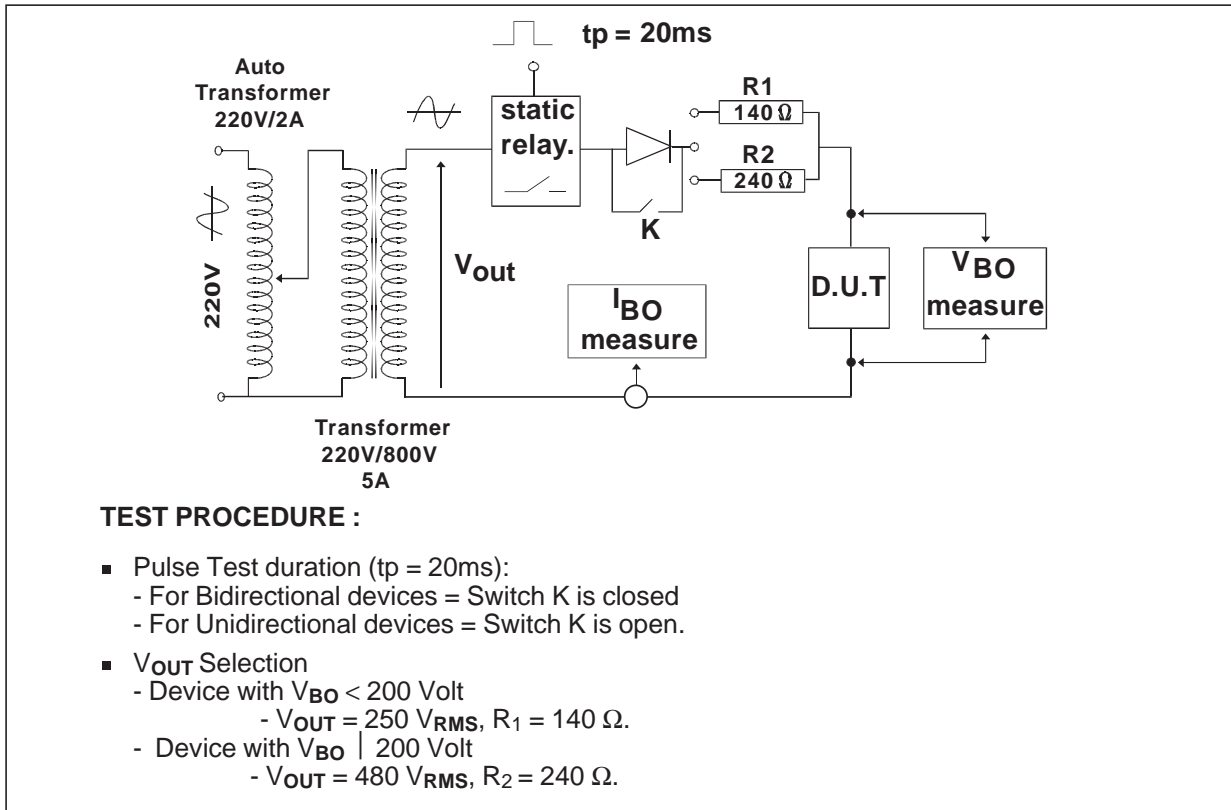 tp = 20ms
Auto
Transformer
220V/2A
static
relay.
R1
140 Ω
R2
240 Ω
K
220V
Vout
IBO
measure
D.U.T
VBO
measure
Transformer
220V/800V
5A
TEST PROCEDURE :
▪ Pulse Test duration (tp = 20ms):
- For Bidirectional devices = Switch K is closed
- For Unidirectional devices = Switch K is open.
▪ VOUT Selection
- Device with VBO < 200 Volt
- VOUT = 250 VRMS, R1 = 140 Ω.
- Device with VBO | 200 Volt
- VOUT = 480 VRMS, R2 = 240 Ω.